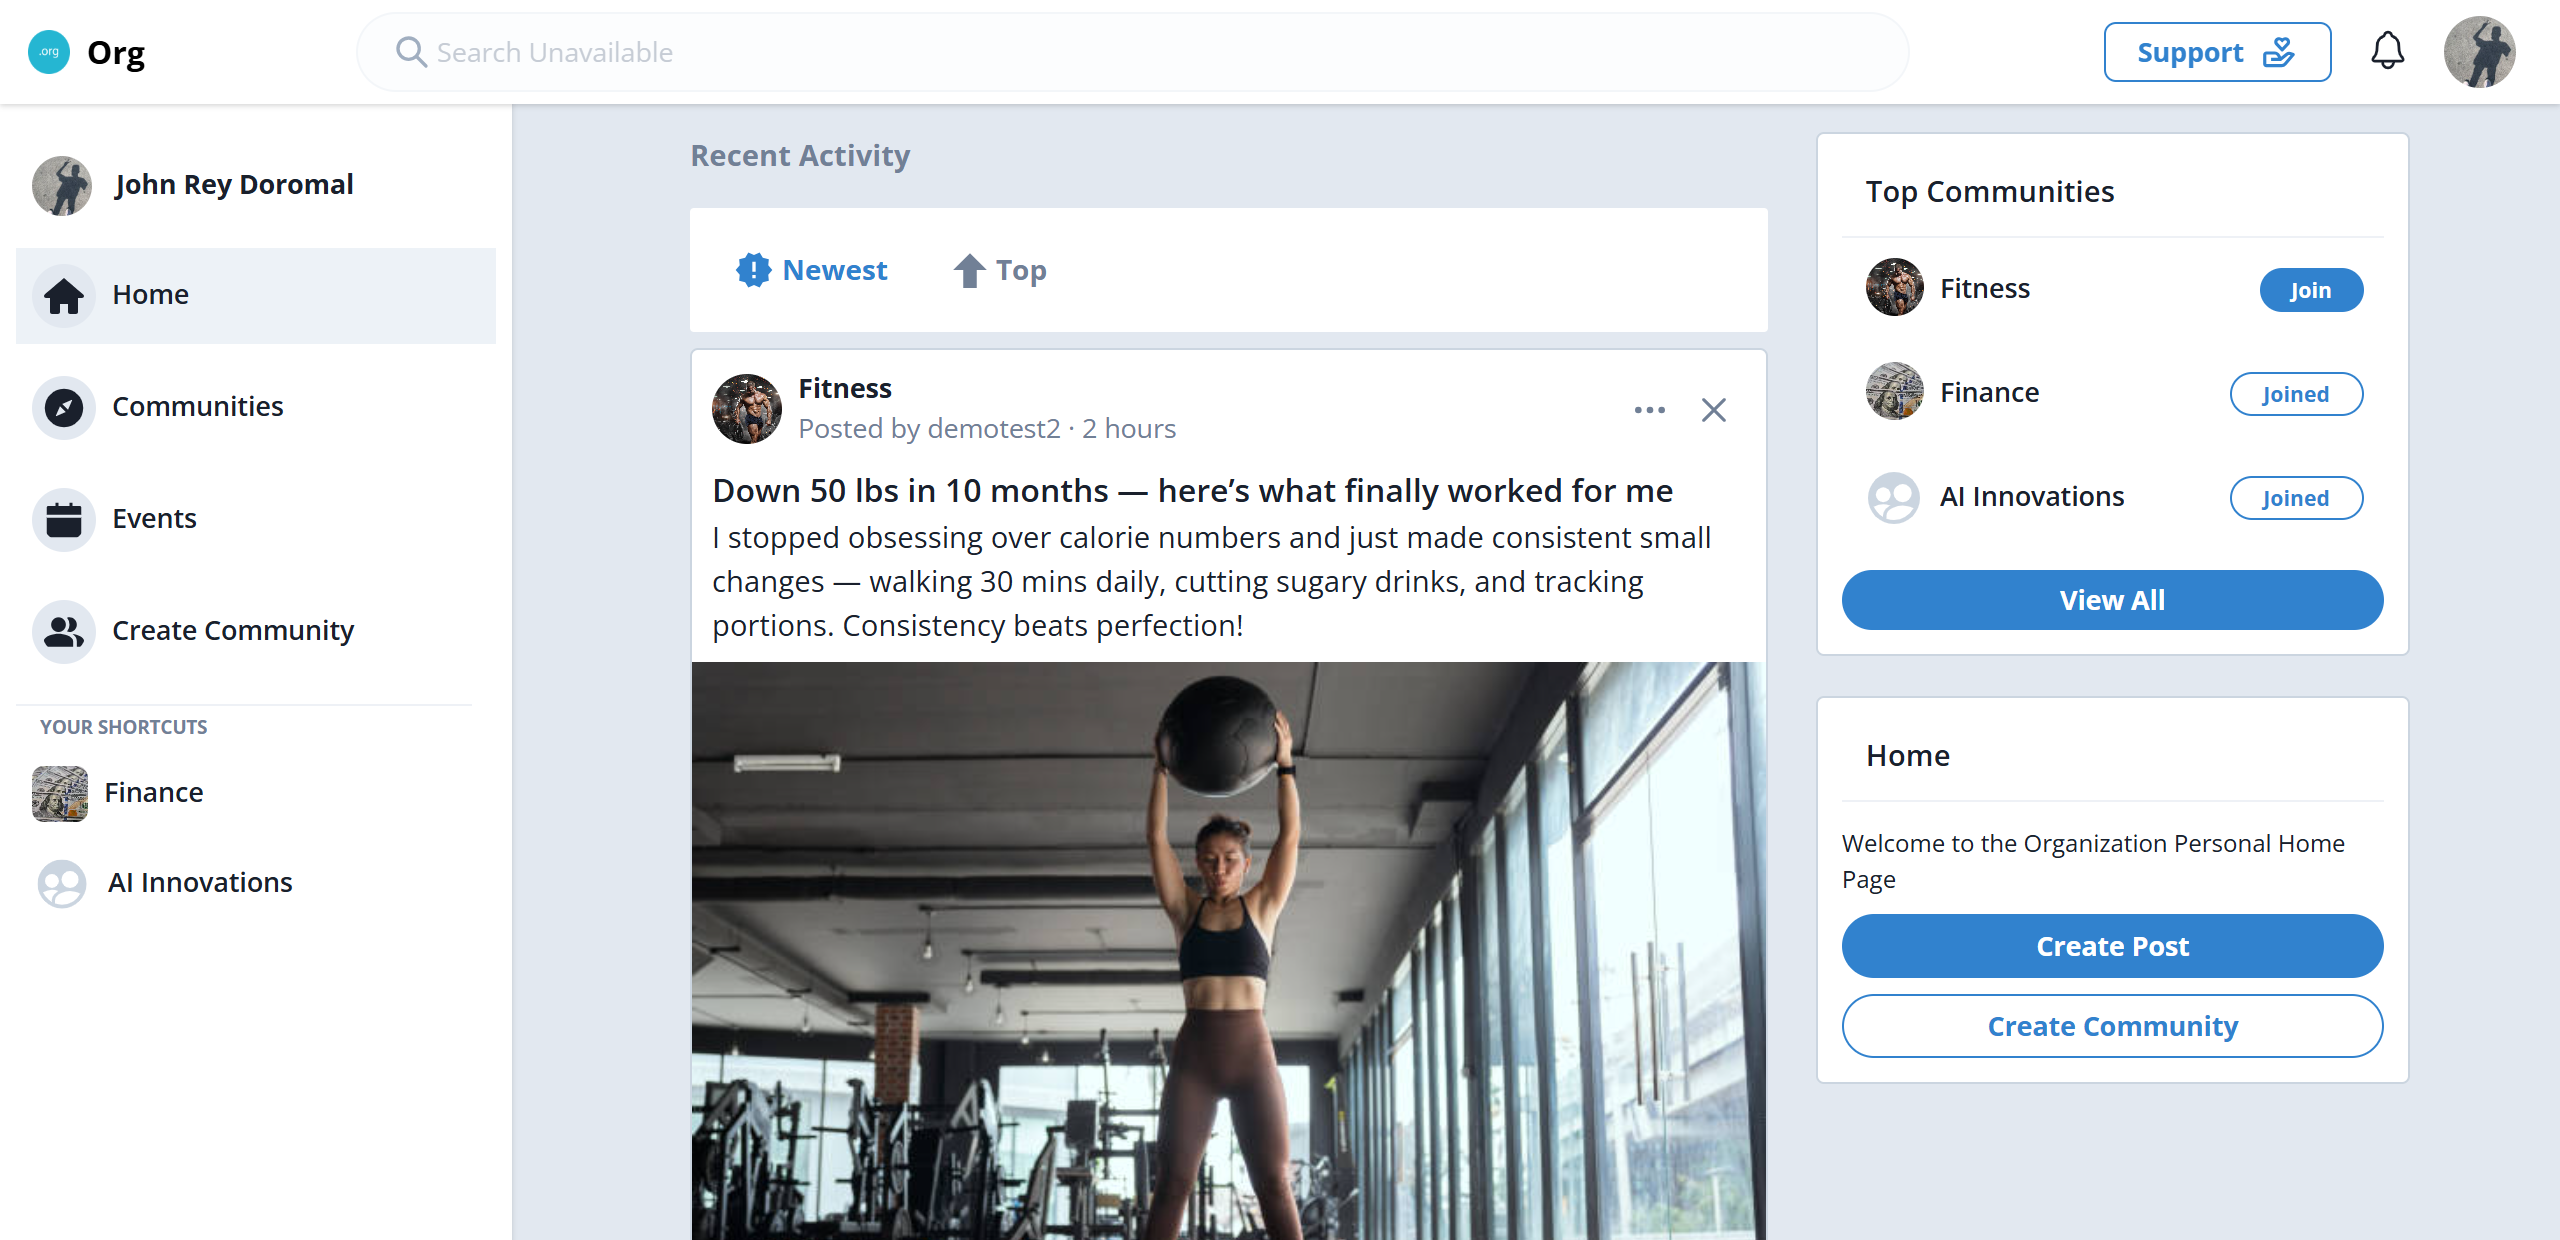 .org
Org
Search Unavailable
Support
John Rey Doromal
Home
Communities
Events
Create Community
YOUR SHORTCUTS
Finance
AI Innovations
Recent Activity
Newest
Top
Fitness
Posted by demotest2 · 2 hours
Down 50 lbs in 10 months — here’s what finally worked for me
I stopped obsessing over calorie numbers and just made consistent small
changes — walking 30 mins daily, cutting sugary drinks, and tracking
portions. Consistency beats perfection!
Top Communities
Fitness
Join
Finance
Joined
AI Innovations
Joined
View All
Home
Welcome to the Organization Personal Home
Page
Create Post
Create Community